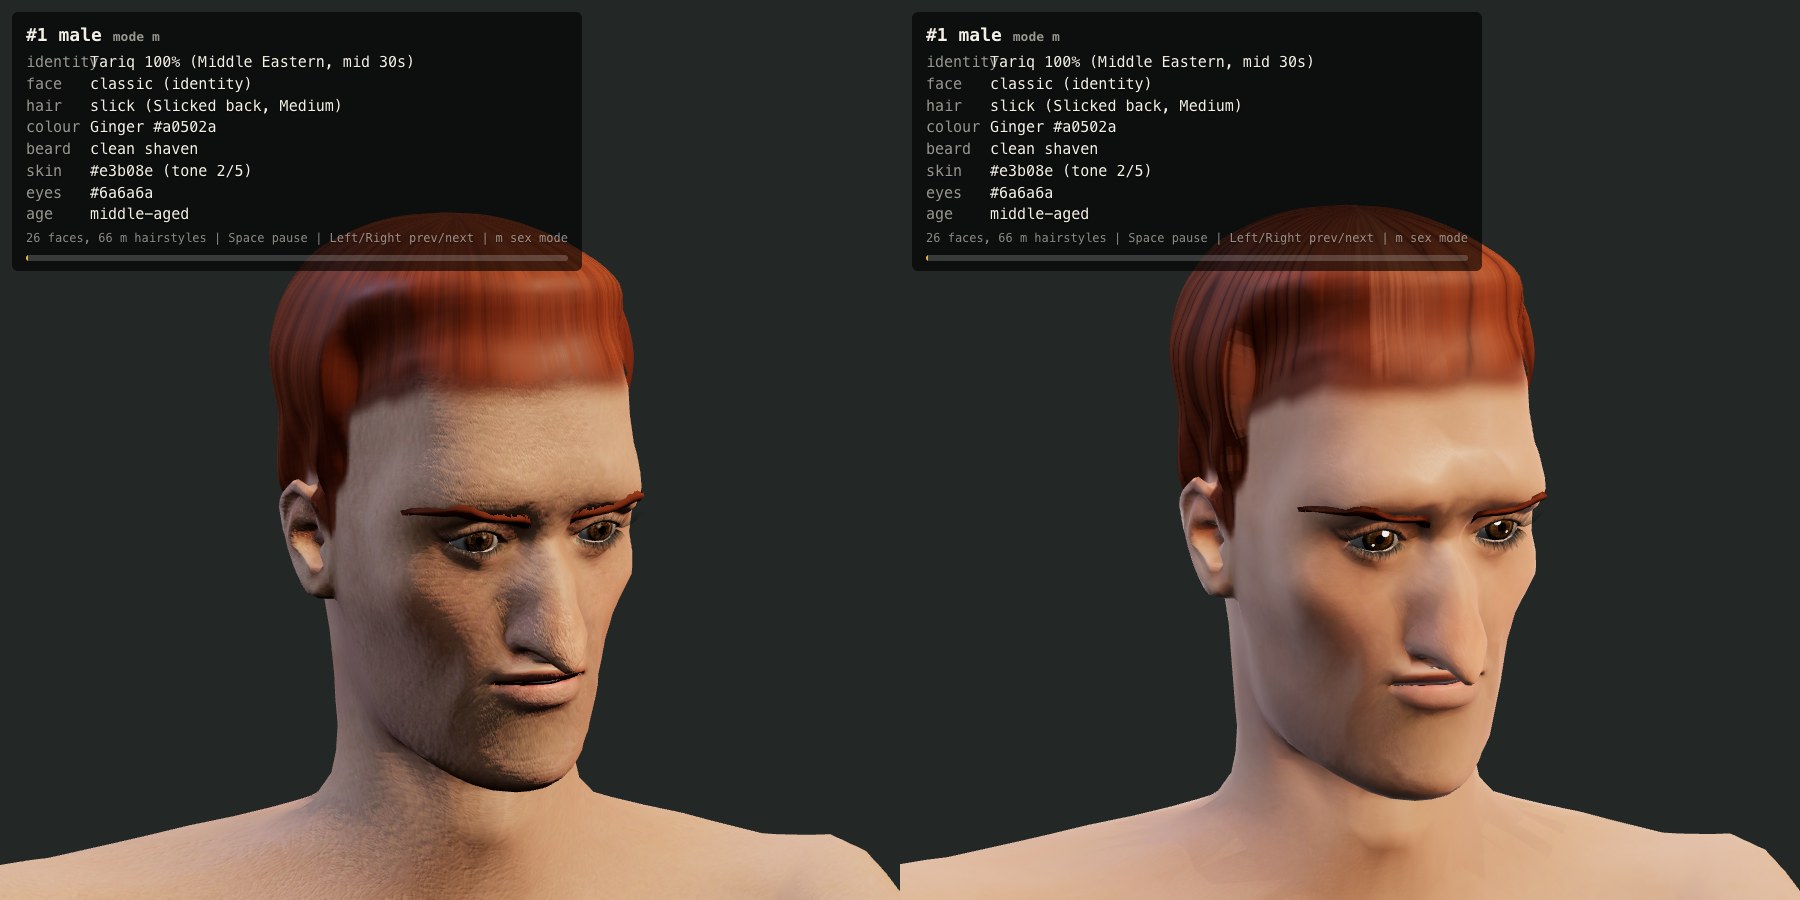 #1 male mode m
identity Tariq 100% (Middle Eastern, mid 30s)
face classic (identity)
hair slick (Slicked back, Medium)
colour Ginger #a0502a
beard clean shaven
skin #e3b08e (tone 2/5)
eyes #6a6a6a
age middle-aged
26 faces, 66 m hairstyles | Space pause | Left/Right prev/next | m sex mode
#1 male mode m
identity Tariq 100% (Middle Eastern, mid 30s)
face classic (identity)
hair slick (Slicked back, Medium)
colour Ginger #a0502a
beard clean shaven
skin #e3b08e (tone 2/5)
eyes #6a6a6a
age middle-aged
26 faces, 66 m hairstyles | Space pause | Left/Right prev/next | m sex mode